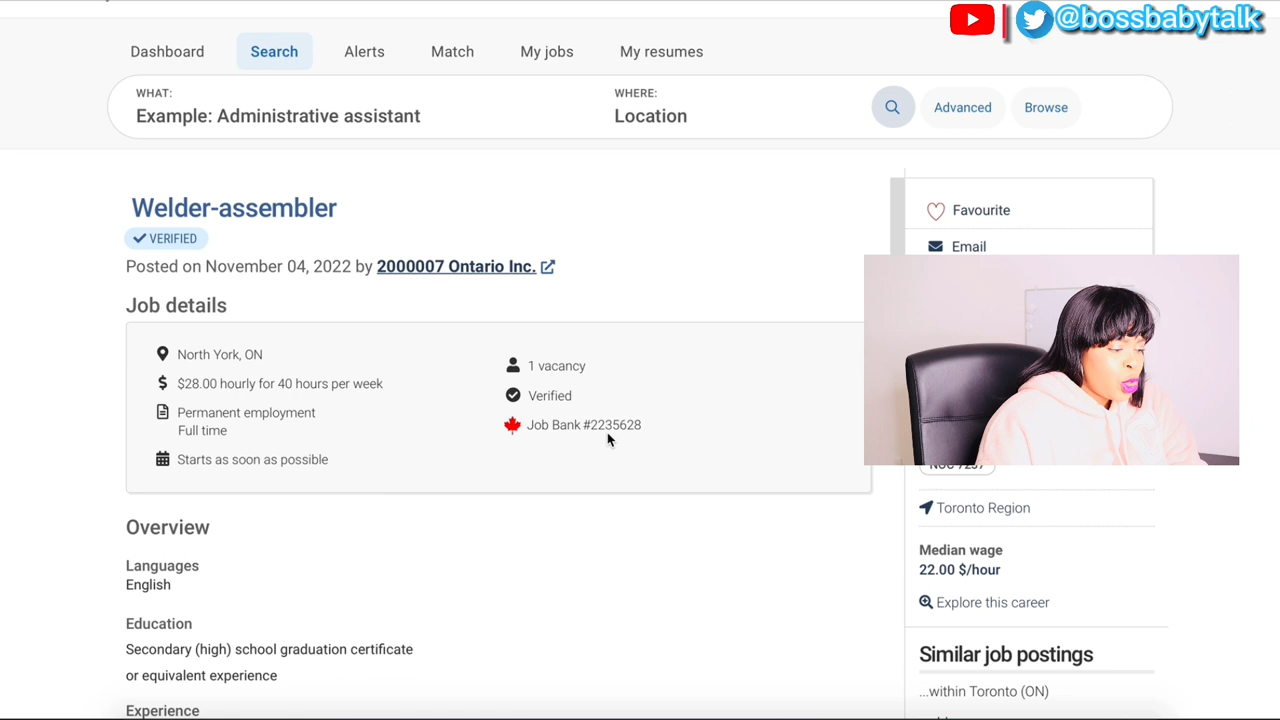 @bossbabytalk
Dashboard Search Alerts Match My jobs My resumes
WHAT:
Example: Administrative assistant
WHERE:
Location
Advanced
Browse
Welder-assembler
VERIFIED
Posted on November 04, 2022 by 2000007 Ontario Inc.
Job details
North York, ON
$28.00 hourly for 40 hours per week
Permanent employment
Full time
Starts as soon as possible
1 vacancy
Verified
Job Bank #2235628
Overview
Languages
English
Education
Secondary (high) school graduation certificate
or equivalent experience
Experience
Favourite
Email
Toronto Region
Median wage
22.00 $/hour
Explore this career
Similar job postings
...within Toronto (ON)